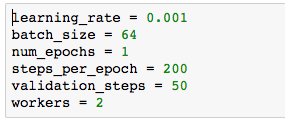 learning_rate = 0.001
batch_size = 64
num_epochs = 1
steps_per_epoch = 200
validation_steps = 50
workers = 2